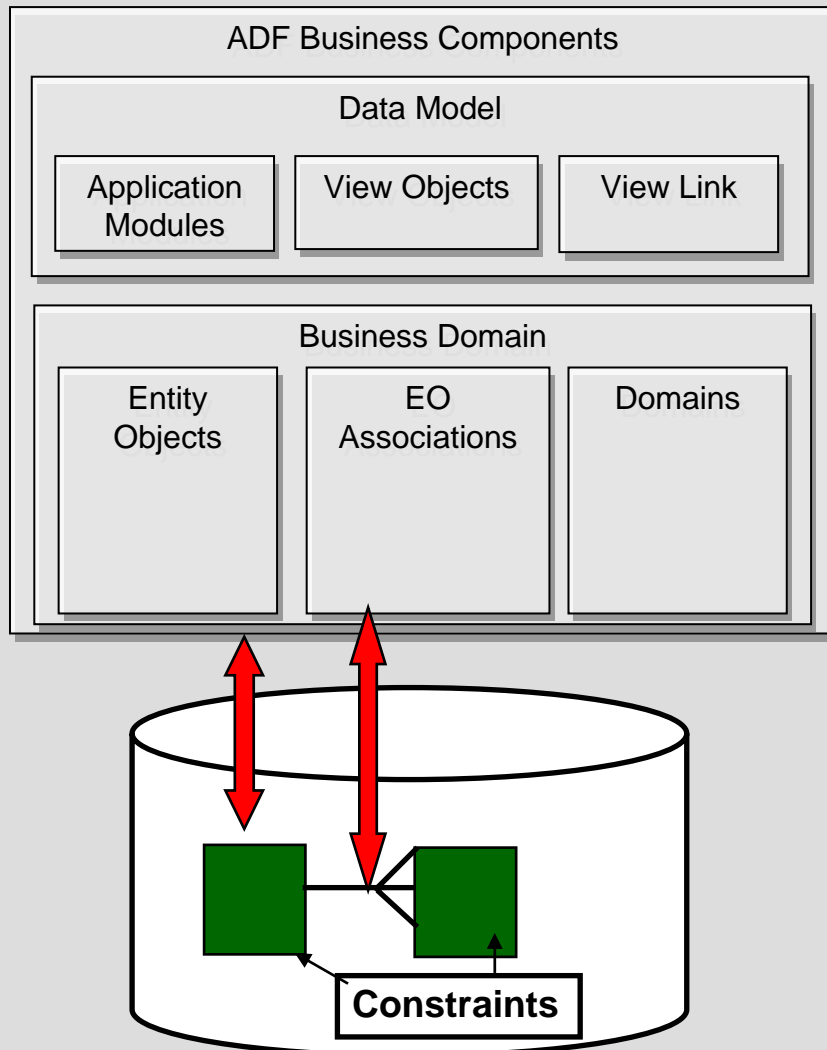 ADF Business Components
Data Model
Application
Modules
View Objects
View Link
Business Domain
Entity
Objects
EO
Associations
Domains
Constraints